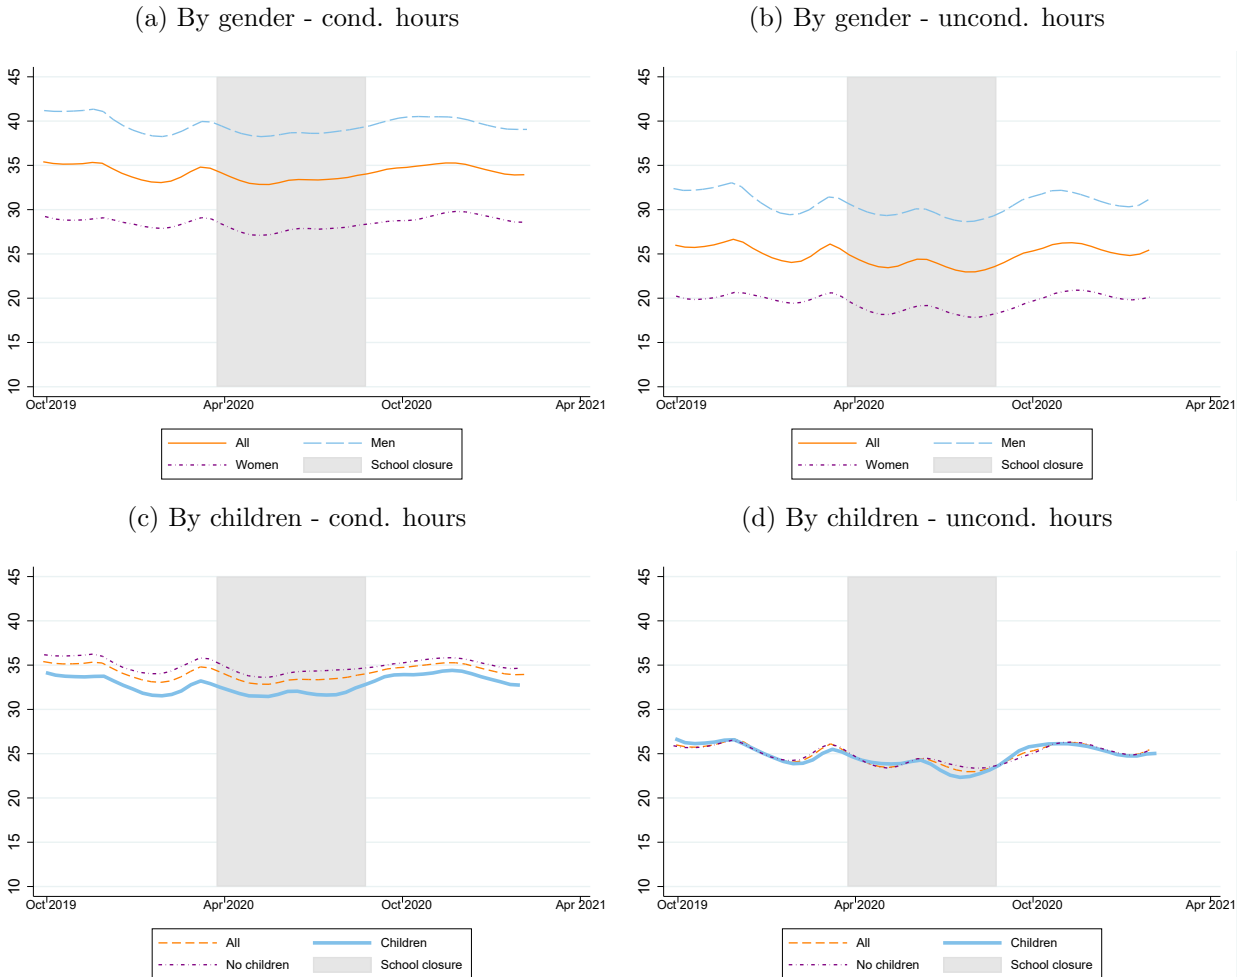 (a) By gender - cond. hours
45
40
35
30
25
20
15
10
Oct'2019 Apr'2020 Oct'2020 Apr 2021
All Men
Women School closure
(b) By gender - uncond. hours
45
40
35
30
25
20
15
10
Oct'2019 Apr'2020 Oct'2020 Apr 2021
All Men
Women School closure
(c) By children - cond. hours
45
40
35
30
25
20
15
10
Oct'2019 Apr'2020 Oct'2020 Apr 2021
All Children
No children School closure
(d) By children - uncond. hours
45
40
35
30
25
20
15
10
Oct'2019 Apr'2020 Oct'2020 Apr 2021
All Children
No children School closure